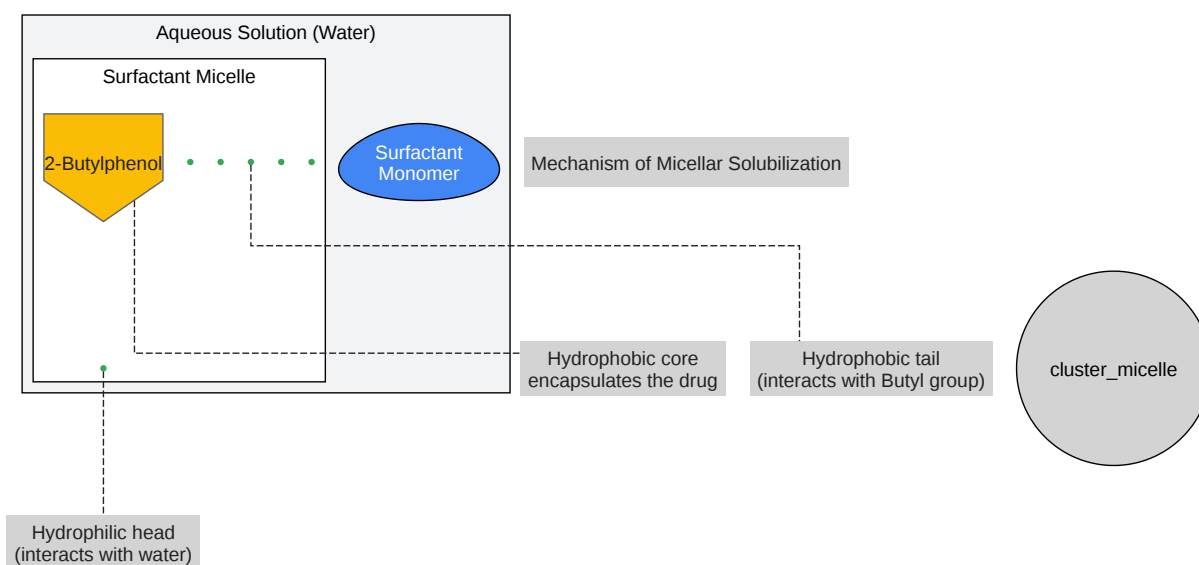 Aqueous Solution (Water)
Surfactant Micelle
2-Butylphenol
Surfactant
Monomer
Mechanism of Micellar Solubilization
Hydrophobic core
encapsulates the drug
Hydrophobic tail
(interacts with Butyl group)
cluster_micelle
Hydrophilic head
(interacts with water)